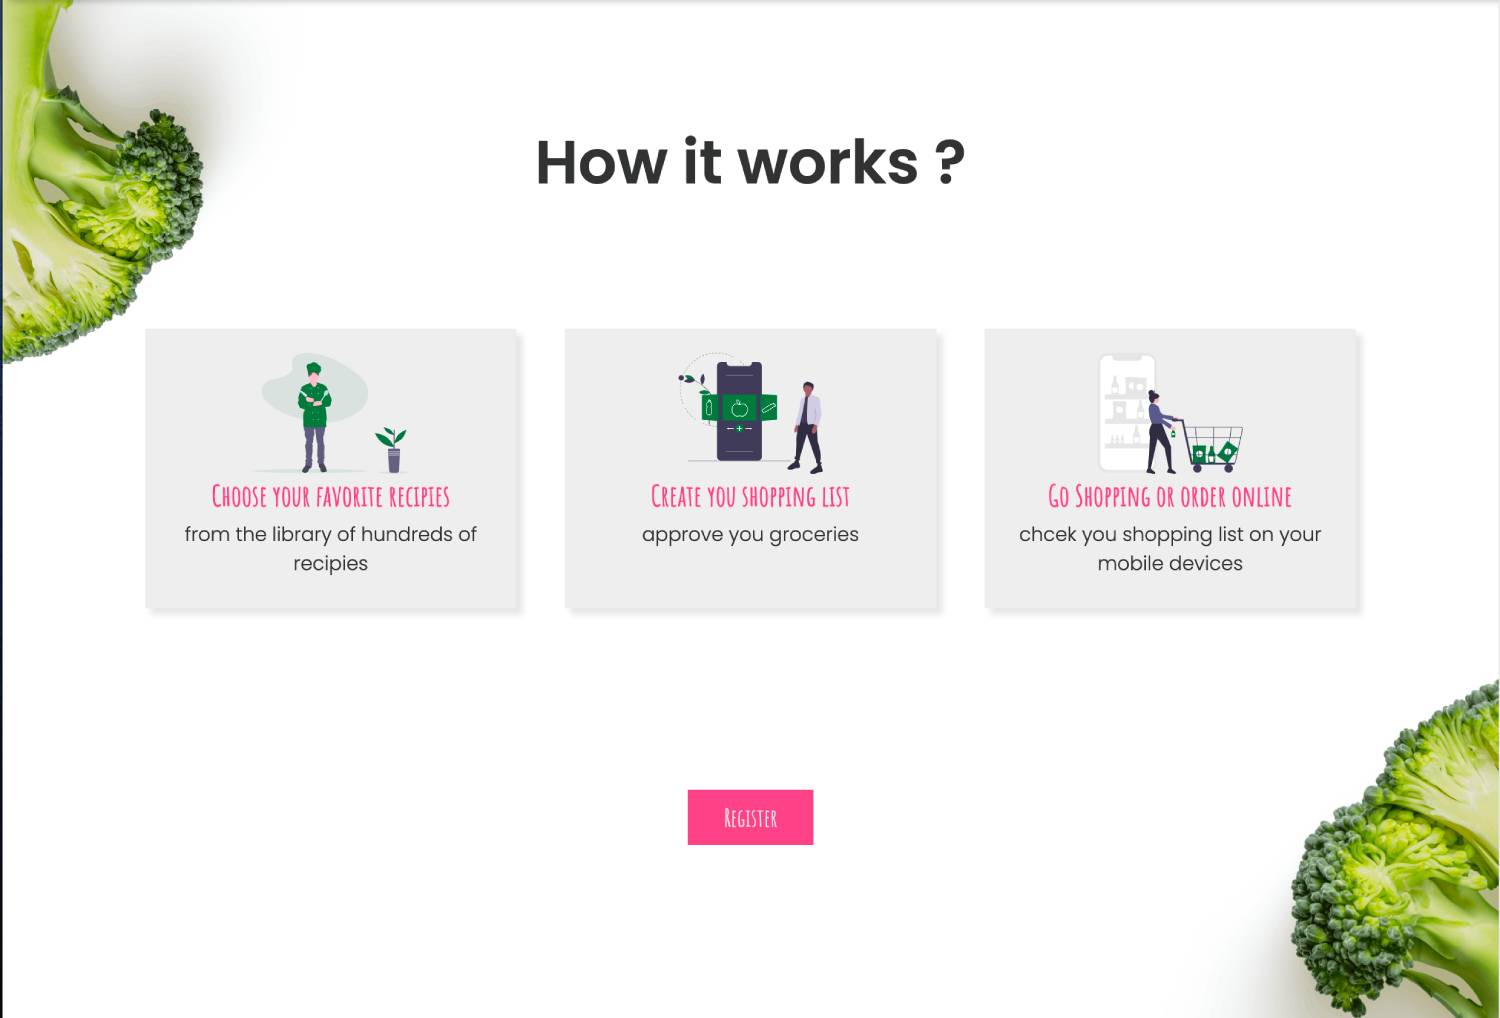 How it works ?
Choose your favorite recipies
from the library of hundreds of
recipies
Create you shopping list
approve you groceries
Go Shopping or order online
chcek you shopping list on your
mobile devices
Register